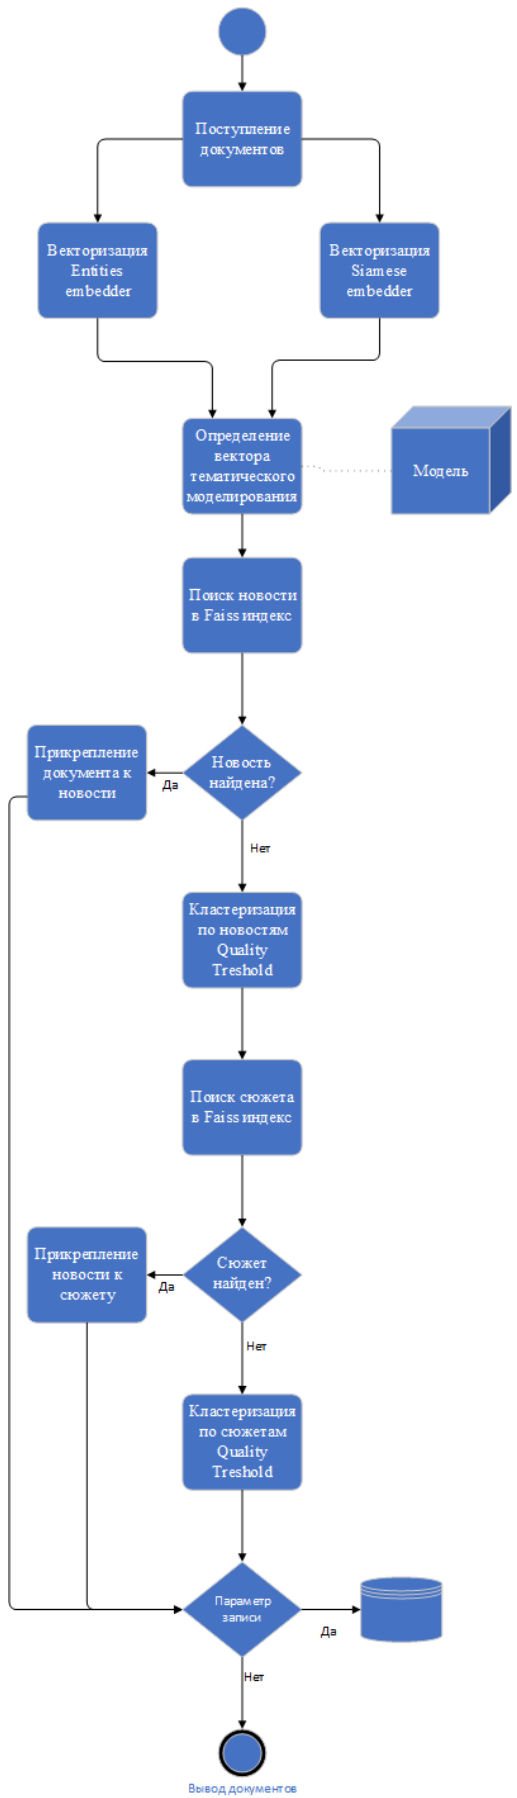 Поступление
документов
Векторизация
Entities
embedder
Векторизация
Siamese
embedder
Определение
вектора
тематического
моделирования
Модель
Поиск новости
в Faiss индекс
Прикрепление
документа к
новости
Новость
найдена?
Да
Нет
Кластеризация
по новостям
Quality
Treshold
Поиск сюжета
в Faiss индекс
Прикрепление
новости к
сюжету
Сюжет
найден?
Да
Нет
Кластеризация
по сюжетам
Quality
Treshold
Параметр
записи
Да
Нет
Вывод документов